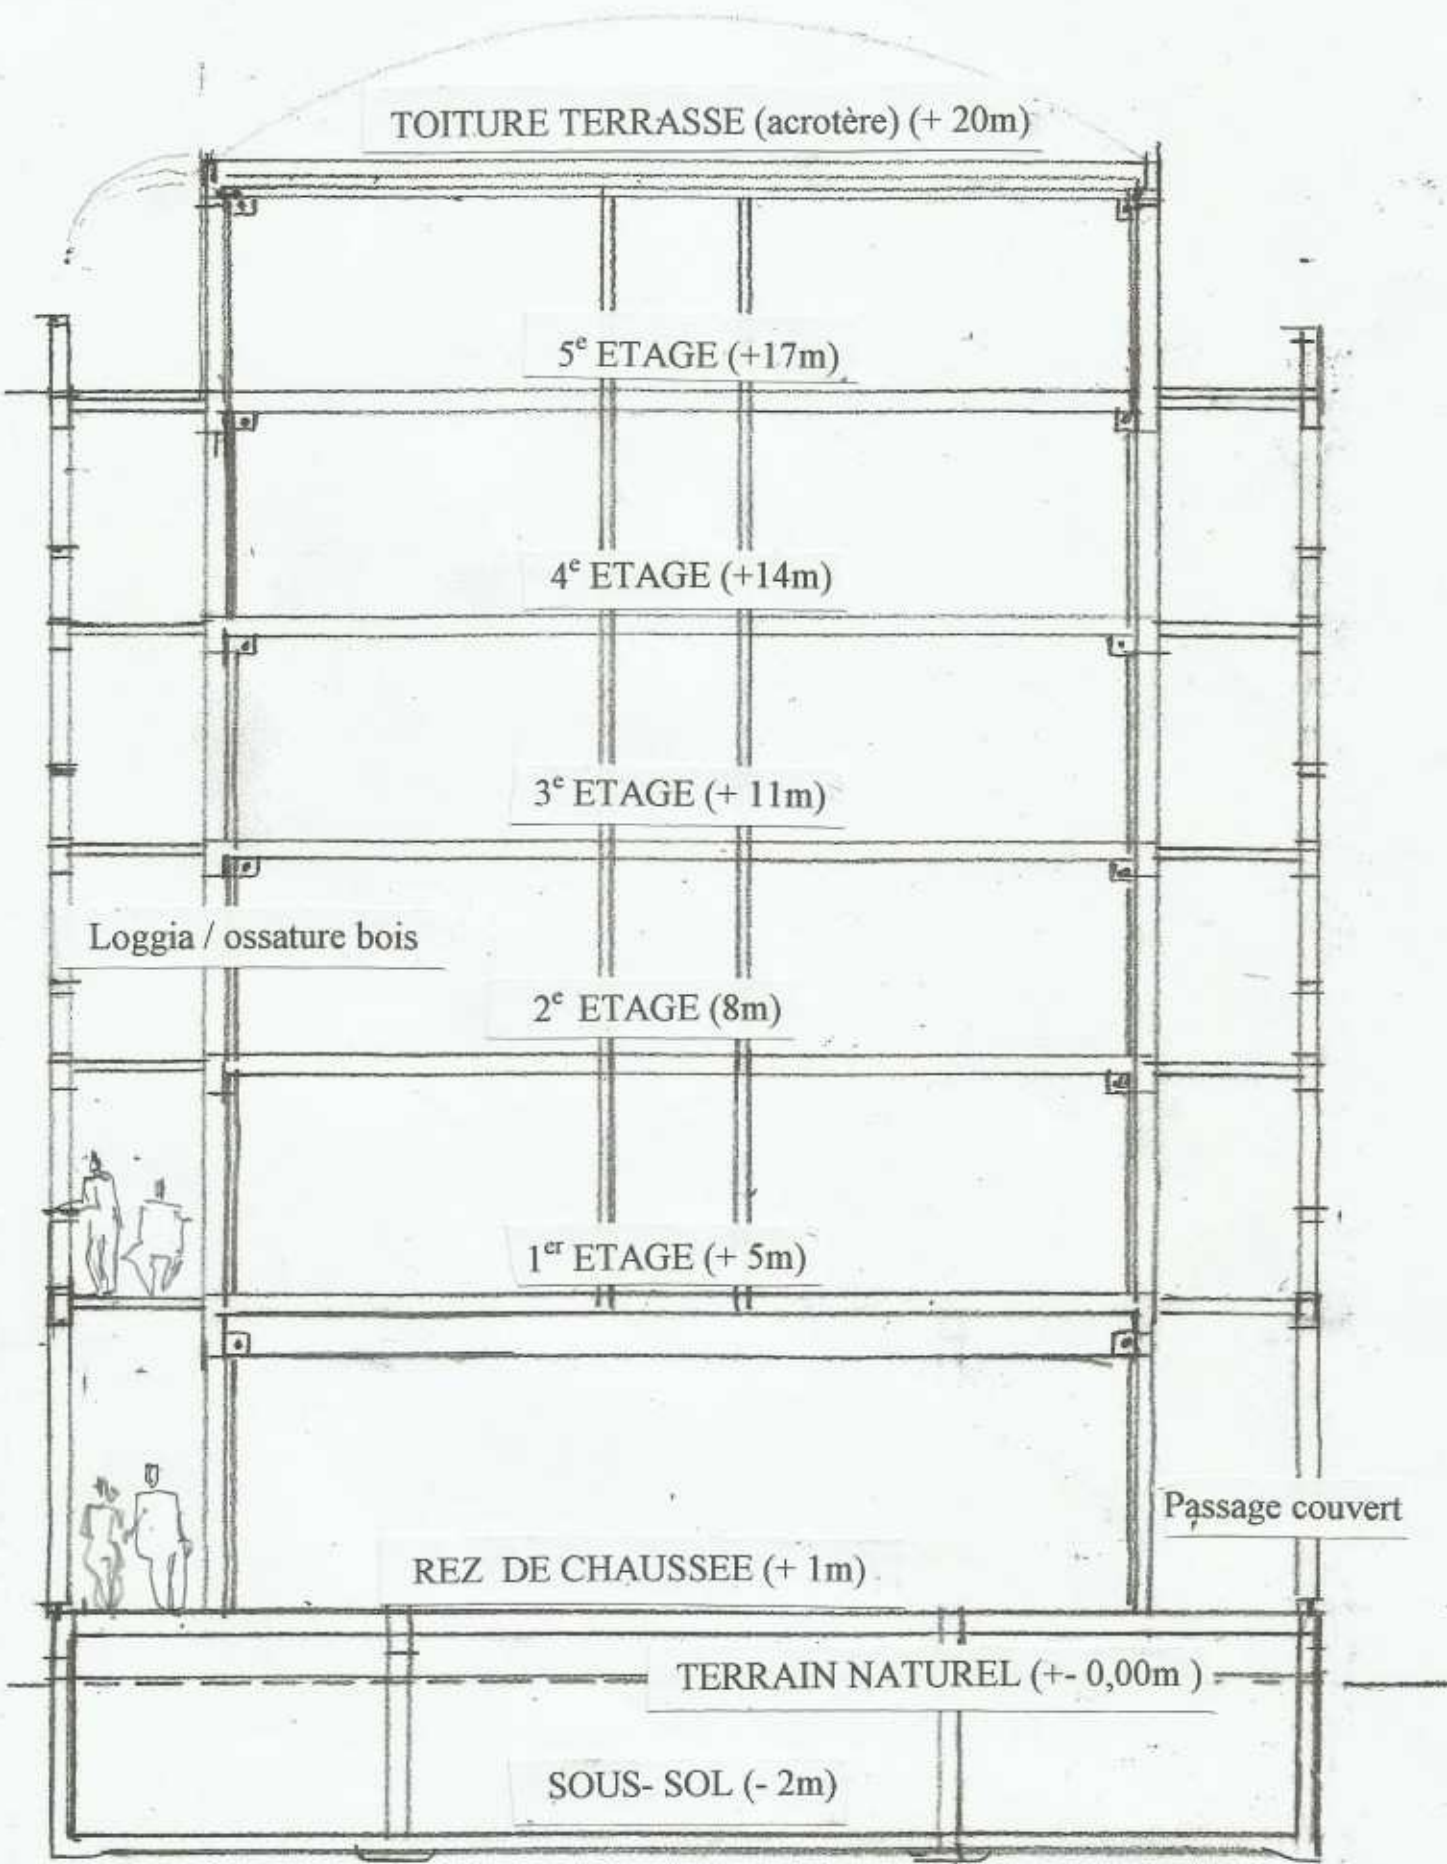 TOITURE TERRASSE (acrotère) (+ 20m)
5e ETAGE (+17m)
4e ETAGE (+14m)
3e ETAGE (+ 11m)
Loggia / ossature bois
2e ETAGE (8m)
1er ETAGE (+ 5m)
Passage couvert
REZ DE CHAUSSEE (+ 1m)
TERRAIN NATUREL (+- 0,00m )
SOUS- SOL (- 2m)